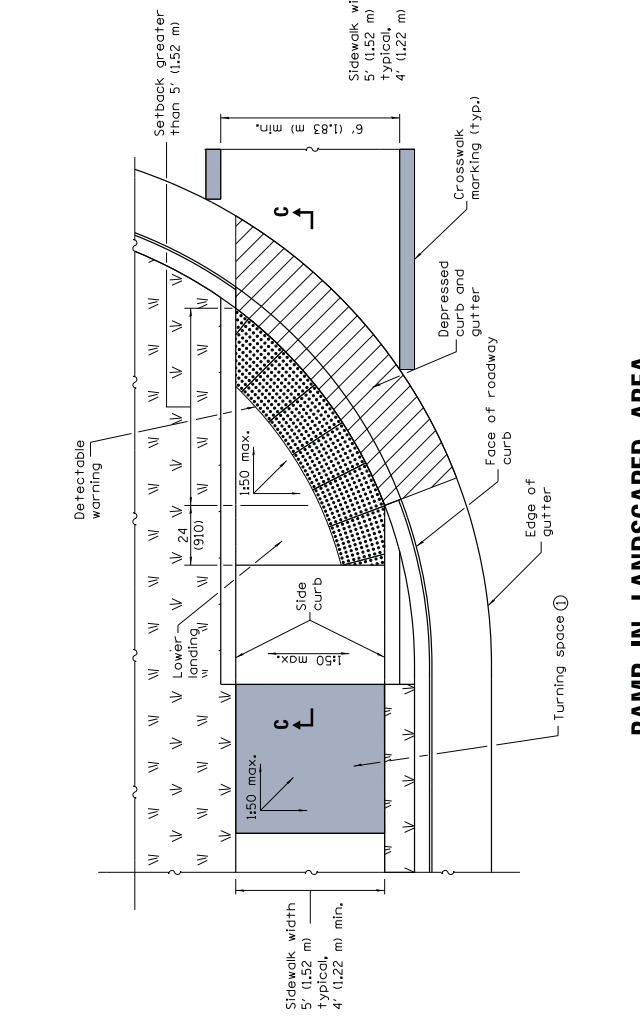 Setback greater
than 5' (1.52 m)
Sidewalk wi
5' (1.52 m)
typical,
4' (1.22 m)
6' (1.83 m) min.
Crosswalk
marking (typ.)
C
Depressed
curb and
gutter
Face of roadway
curb
Edge of
gutter
Detectable
warning
1:50 max.
24
(910)
Lower
landing
Side
curb
1:50 max.
Turning space ①
C
1:50 max.
Sidewalk width
5' (1.52 m)
typical,
4' (1.22 m) min.
RAMP IN LANDSCAPED AREA